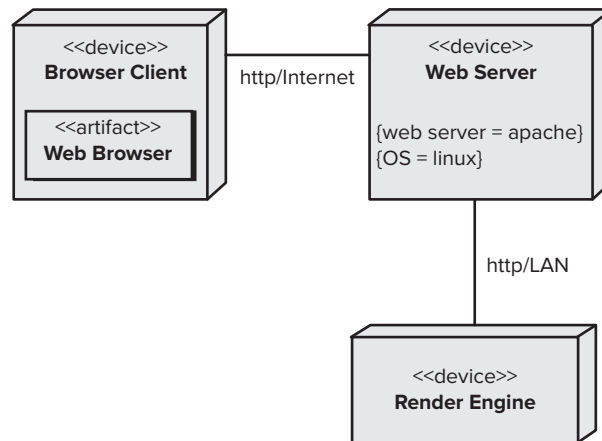 <<device>>
Browser Client
<<artifact>>
Web Browser
http/Internet
<<device>>
Web Server
{web server = apache}
{OS = linux}
http/LAN
<<device>>
Render Engine